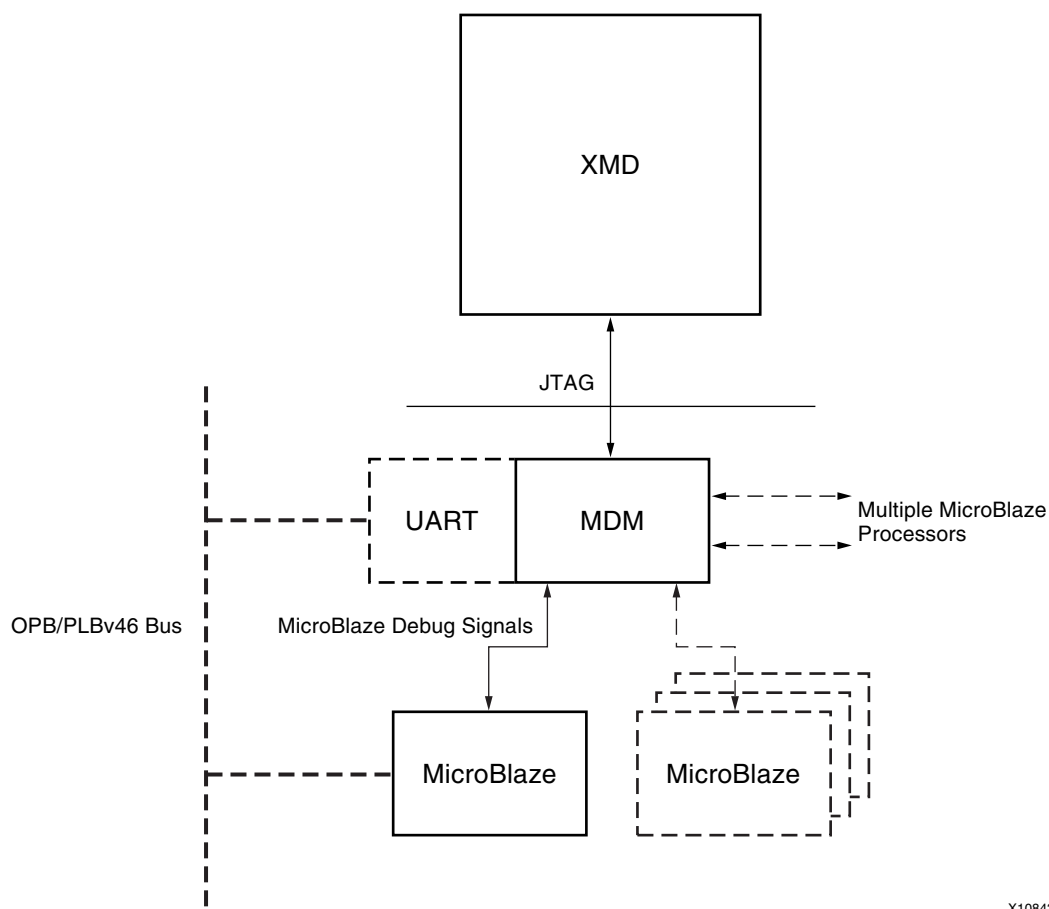 XMD
JTAG
UART
MDM
Multiple MicroBlaze
Processors
OPB/PLBv46 Bus
MicroBlaze Debug Signals
MicroBlaze
MicroBlaze